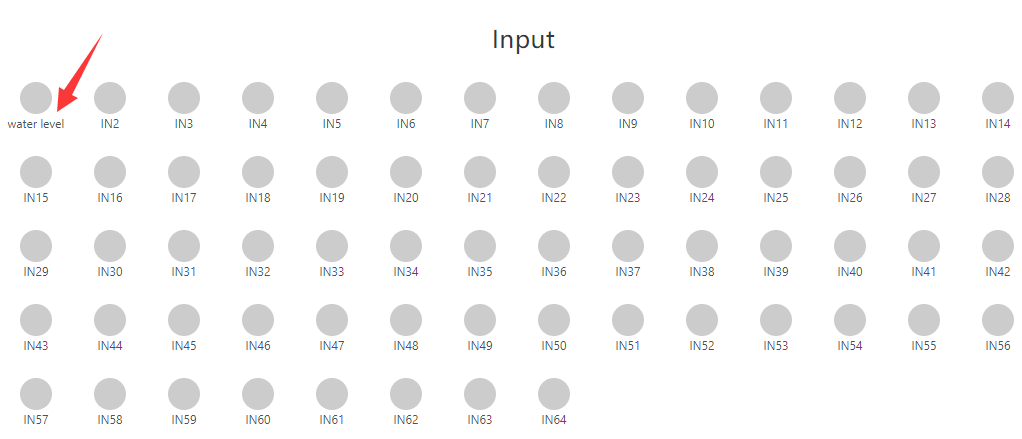 Input
water level IN2 IN3 IN4 IN5 IN6 IN7 IN8 IN9 IN10 IN11 IN12 IN13 IN14
IN15 IN16 IN17 IN18 IN19 IN20 IN21 IN22 IN23 IN24 IN25 IN26 IN27 IN28
IN29 IN30 IN31 IN32 IN33 IN34 IN35 IN36 IN37 IN38 IN39 IN40 IN41 IN42
IN43 IN44 IN45 IN46 IN47 IN48 IN49 IN50 IN51 IN52 IN53 IN54 IN55 IN56
IN57 IN58 IN59 IN60 IN61 IN62 IN63 IN64